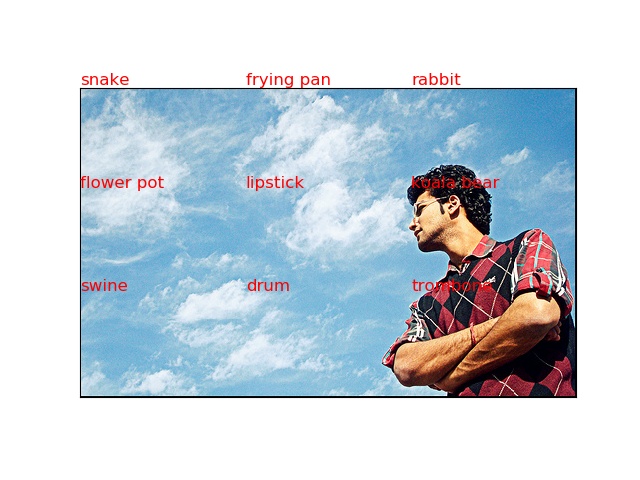 snake frying pan rabbit
flower pot lipstick koala bear
swine drum trombone